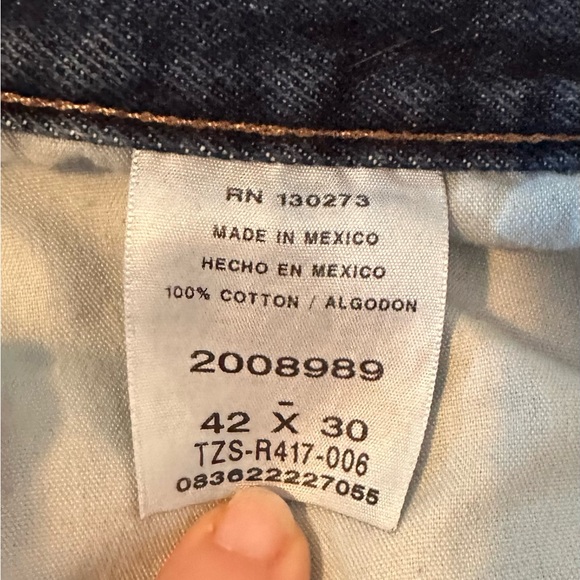 RN 130273
MADE IN MEXICO
HECHO EN MEXICO
100% COTTON / ALGODON
2008989
-
42 X 30
TZS-R417-006
083622227055